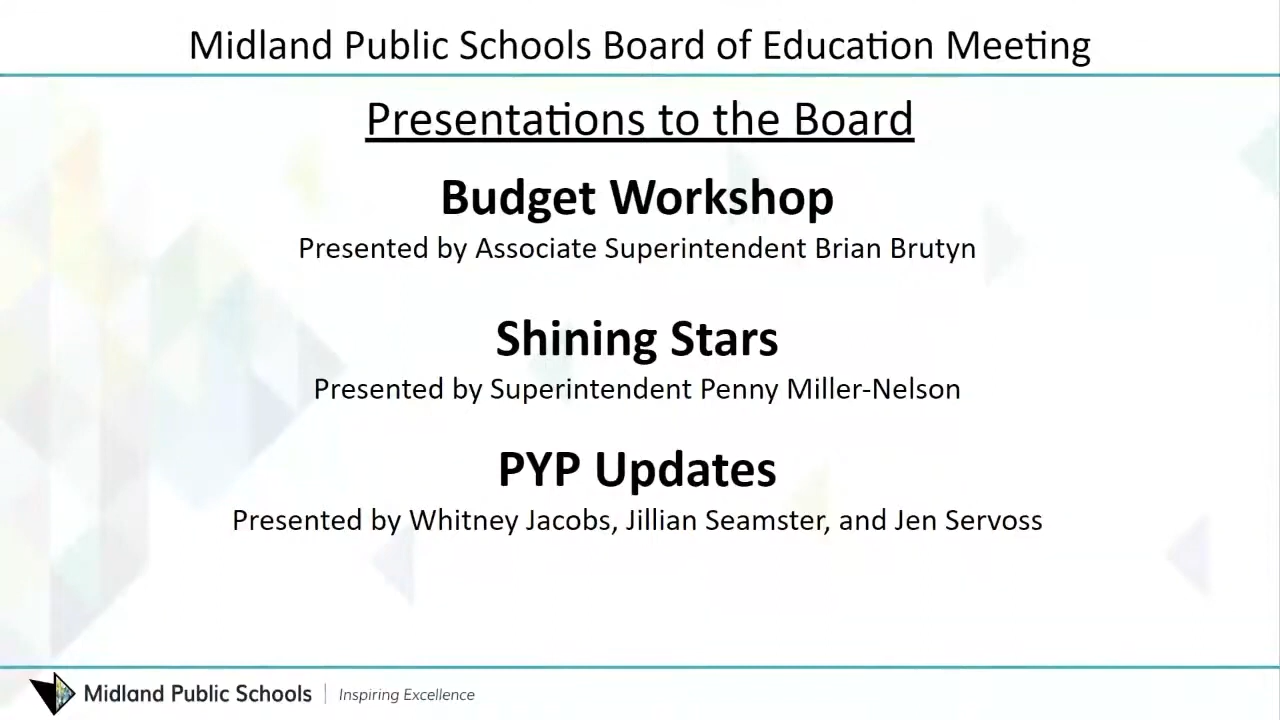 Midland Public Schools Board of Education Meeting
Presentations to the Board
Budget Workshop
Presented by Associate Superintendent Brian Brutyn
Shining Stars
Presented by Superintendent Penny Miller-Nelson
PYP Updates
Presented by Whitney Jacobs, Jillian Seamster, and Jen Servoss
Midland Public Schools | Inspiring Excellence